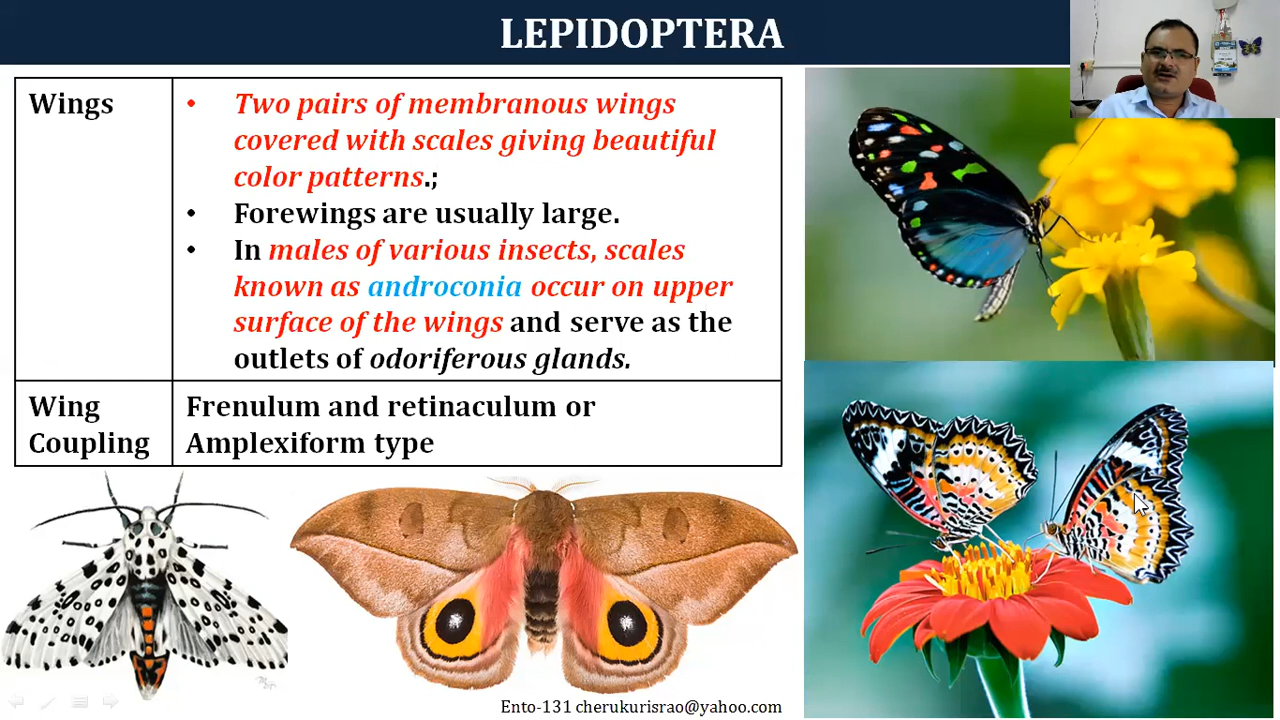 LEPIDOPTERA
Wings
• Two pairs of membranous wings
covered with scales giving beautiful
color patterns.;
• Forewings are usually large.
• In males of various insects, scales
known as androconia occur on upper
surface of the wings and serve as the
outlets of odoriferous glands.
Wing
Coupling
Frenulum and retinaculum or
Amplexiform type
Ento-131 cherukurisrao@yahoo.com